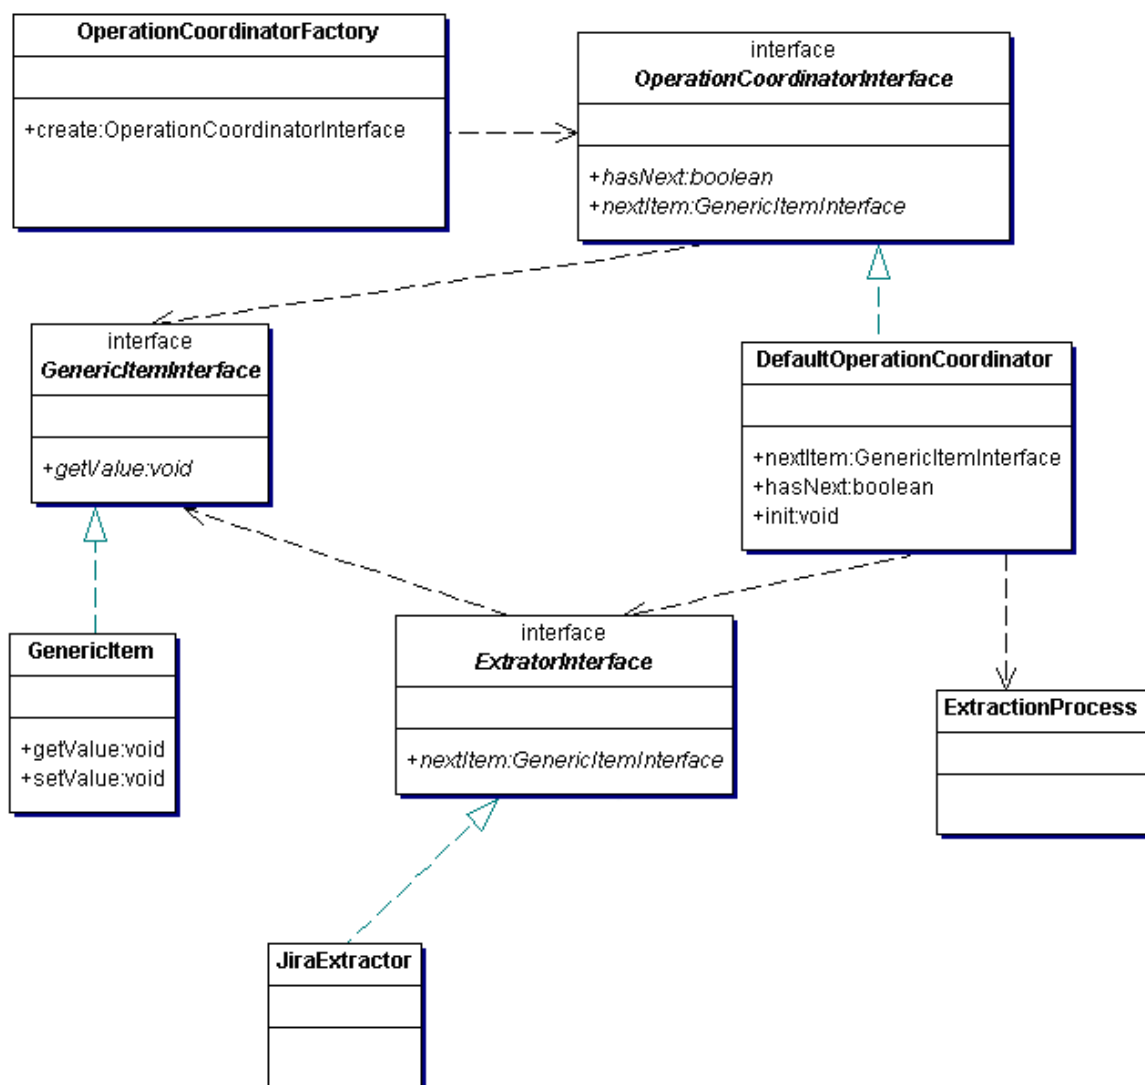 OperationCoordinatorFactory
+create:OperationCoordinatorInterface
interface
OperationCoordinatorInterface
+hasNext:boolean
+nextItem:GenericItemInterface
interface
GenericItemInterface
+getValue:void
DefaultOperationCoordinator
+nextItem:GenericItemInterface
+hasNext:boolean
+init:void
GenericItem
+getValue:void
+setValue:void
interface
ExtratorInterface
+nextItem:GenericItemInterface
ExtractionProcess
JiraExtractor